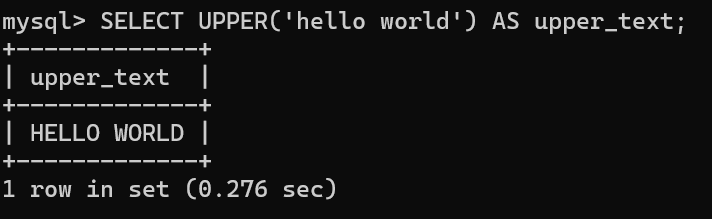 mysql> SELECT UPPER('hello world') AS upper_text;
+-------------+
| upper_text  |
+-------------+
| HELLO WORLD |
+-------------+
1 row in set (0.276 sec)